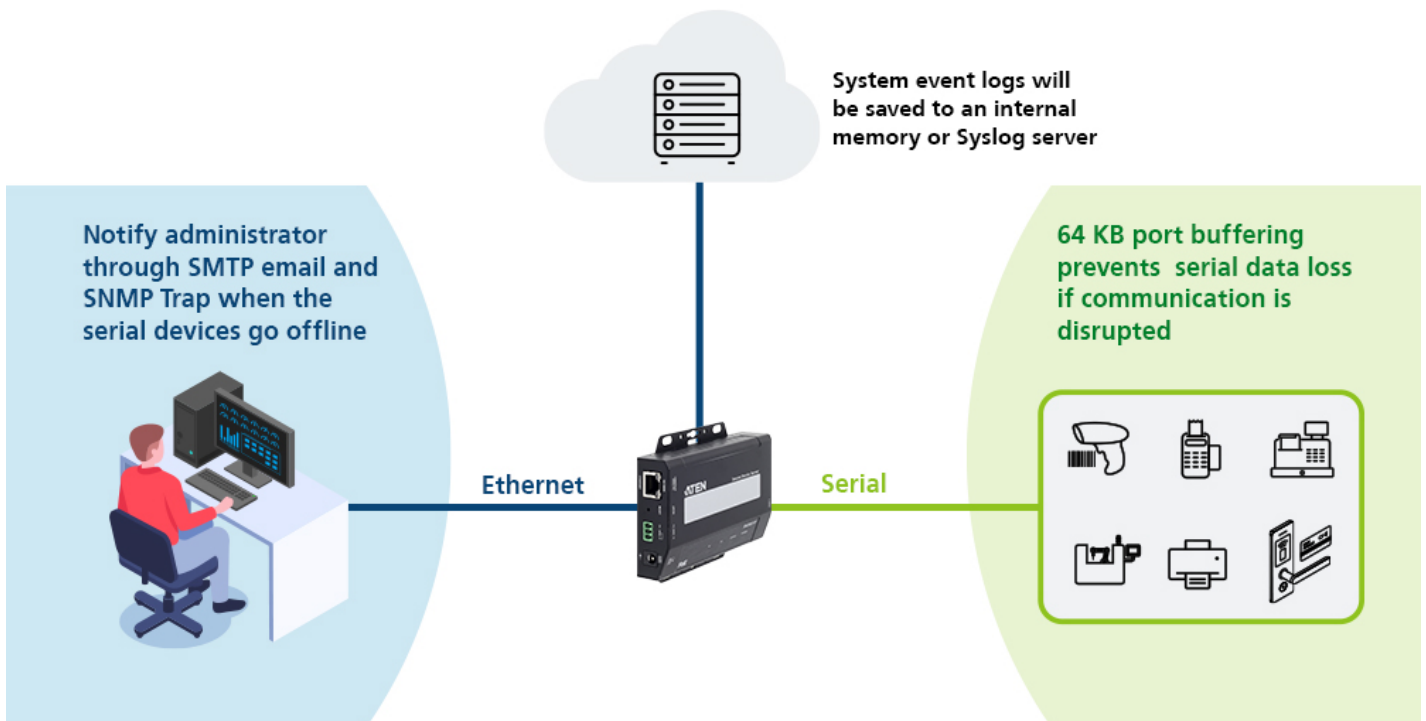 System event logs will
be saved to an internal
memory or Syslog server
Notify administrator
through SMTP email and
SNMP Trap when the
serial devices go offline
64 KB port buffering
prevents serial data loss
if communication is
disrupted
Ethernet
Serial
ATEN